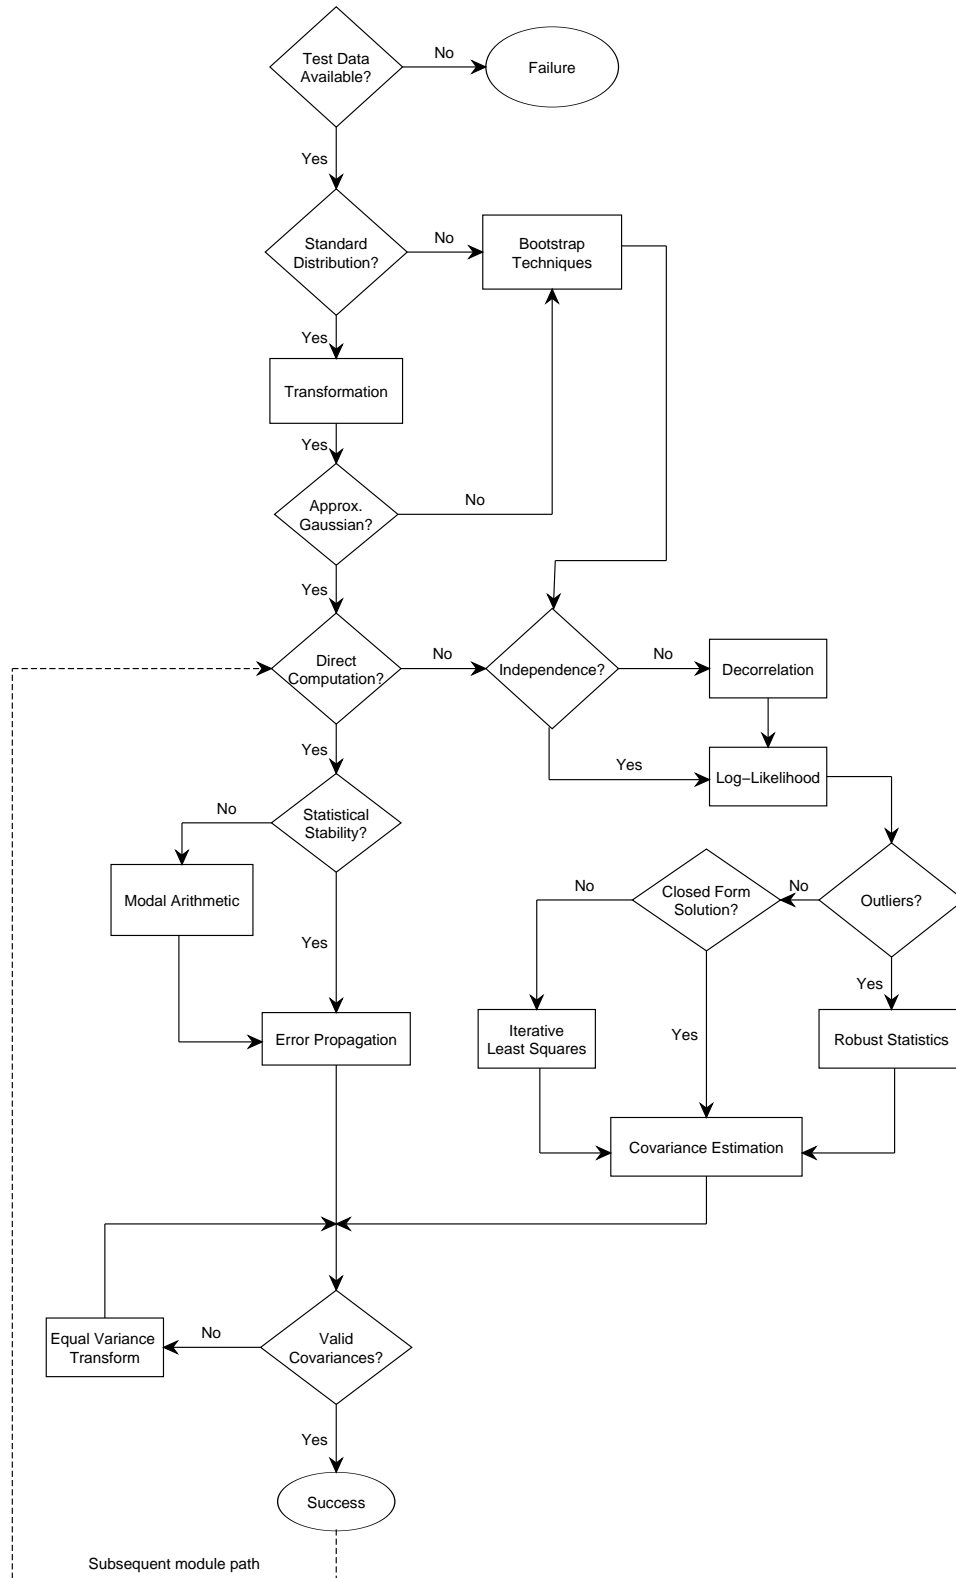 Test Data
Available?
No
Failure
Yes
Standard
Distribution?
No
Bootstrap
Techniques
Yes
Transformation
Yes
Approx.
Gaussian?
No
Yes
Direct
Computation?
No
Independence?
No
Decorrelation
Yes
Yes
Log–Likelihood
Statistical
Stability?
No
Modal Arithmetic
Yes
Error Propagation
Outliers?
No
Closed Form
Solution?
No
Yes
Yes
Iterative
Least Squares
Robust Statistics
Covariance Estimation
Valid
Covariances?
No
Equal Variance
Transform
Yes
Success
Subsequent module path